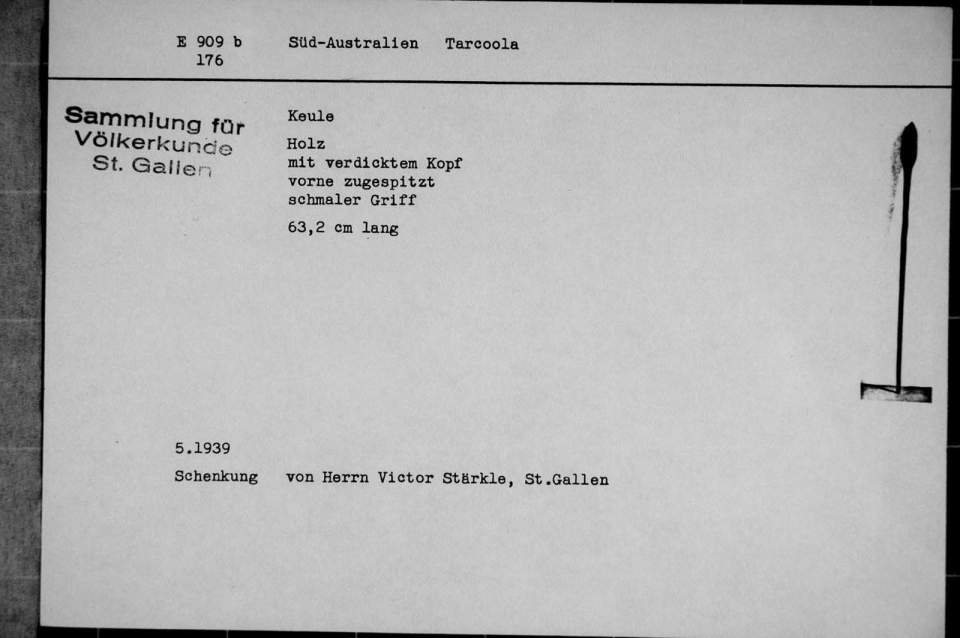 E 909 b Süd-Australien Tarcoola
176
Sammlung für
Völkerkunde
St. Gallen
Keule
Holz
mit verdicktem Kopf
vorne zugespitzt
schmaler Griff
63,2 cm lang
5.1939
Schenkung von Herrn Victor Stärkle, St.Gallen